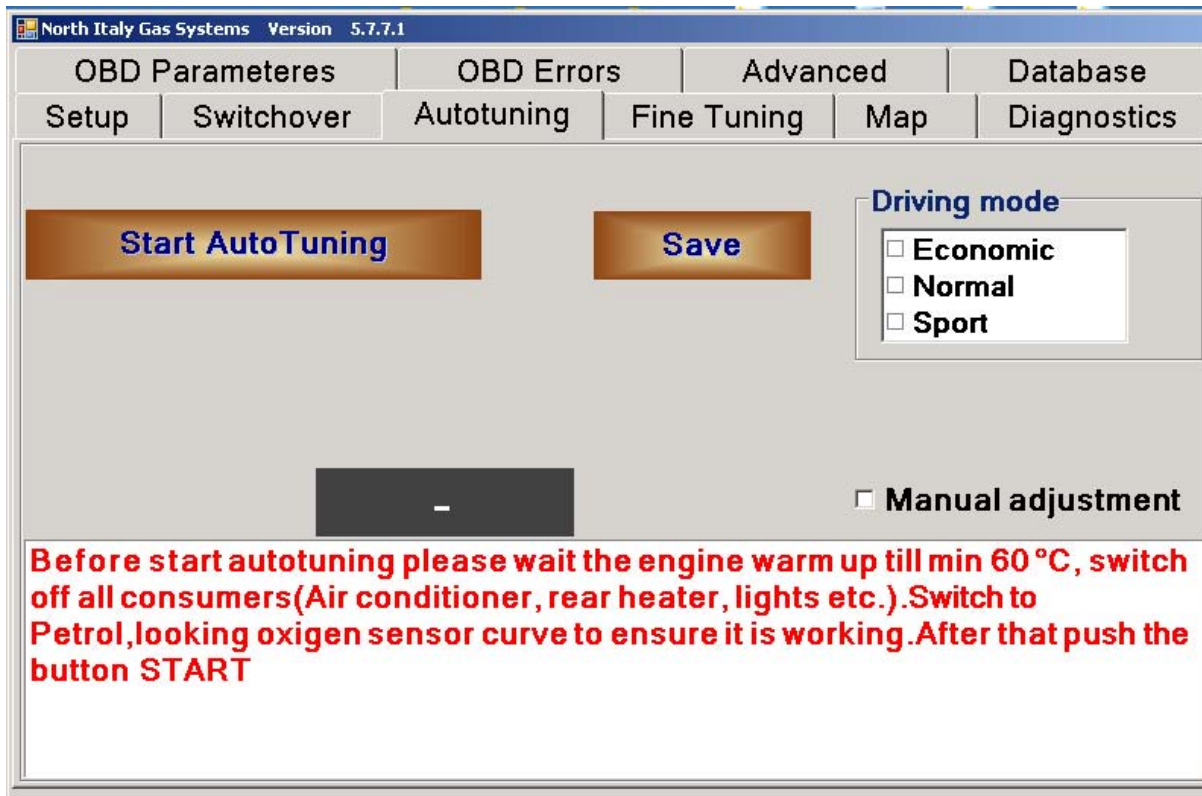 North Italy Gas Systems Version 5.7.7.1
OBD Parameteres OBD Errors Advanced Database
Setup Switchover Autotuning Fine Tuning Map Diagnostics
Driving mode
Start AutoTuning Save
Economic
Normal
Sport
-
Manual adjustment
Before start autotuning please wait the engine warm up till min 60 °C, switch
off all consumers(Air conditioner, rear heater, lights etc.).Switch to
Petrol,looking oxigen sensor curve to ensure it is working.After that push the
button START